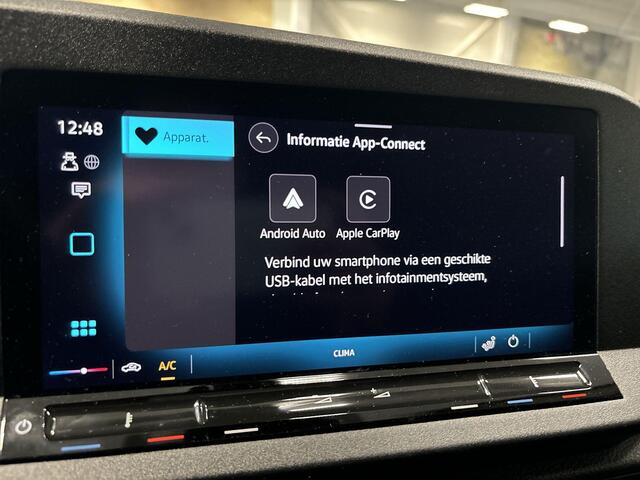 12:48
Apparat.
Informatie App-Connect
Android Auto Apple CarPlay
Verbind uw smartphone via een geschikte
USB-kabel met het infotainmentsysteem,
A/C
CLIMA